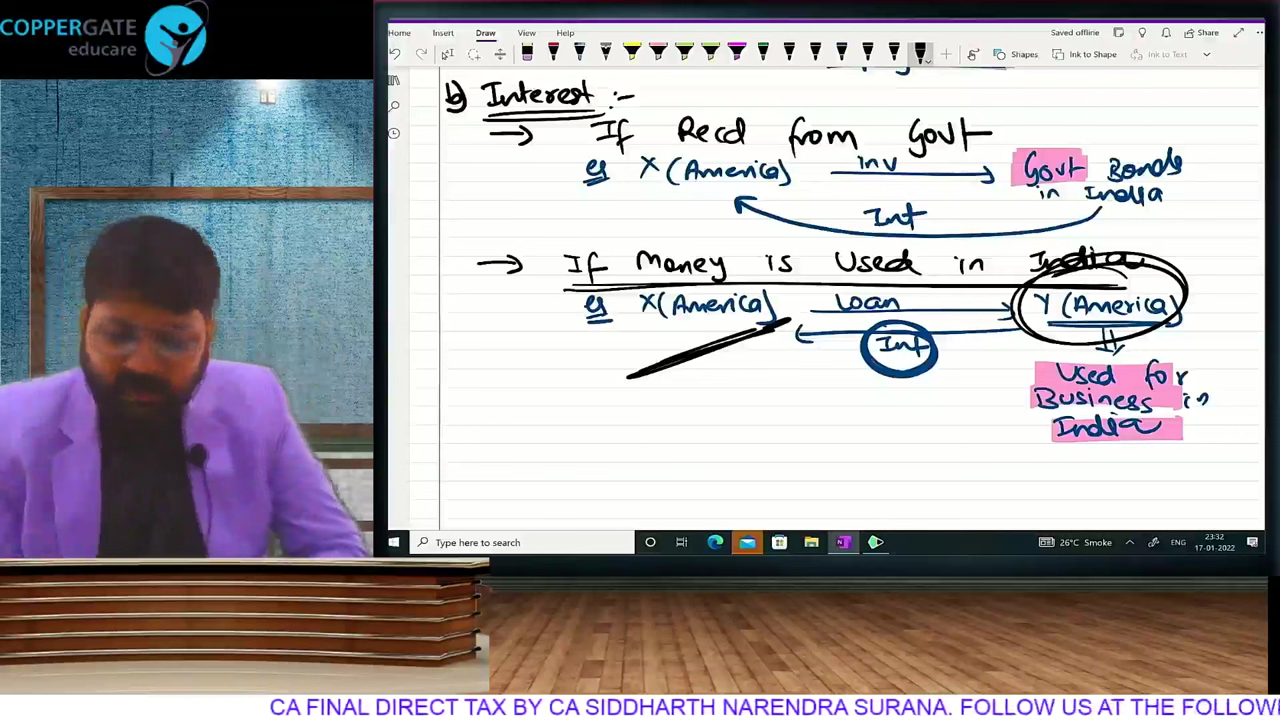 COPPERGATE
educare
Home Insert Draw View Help
Saved offline
Share
Shapes
Ink to Shape
Ink to Text
b) Interest :-
→ If Recd from Govt
eg X (America) inv Govt Bonds
in India
Int
→ If Money is Used in India
eg X (America) Loan Y (America)
Int
Used for
Business in
India
Type here to search
26°C Smoke
ENG
23:32
17-01-2022
CA FINAL DIRECT TAX BY CA SIDDHARTH NARENDRA SURANA. FOLLOW US AT THE FOLLOW